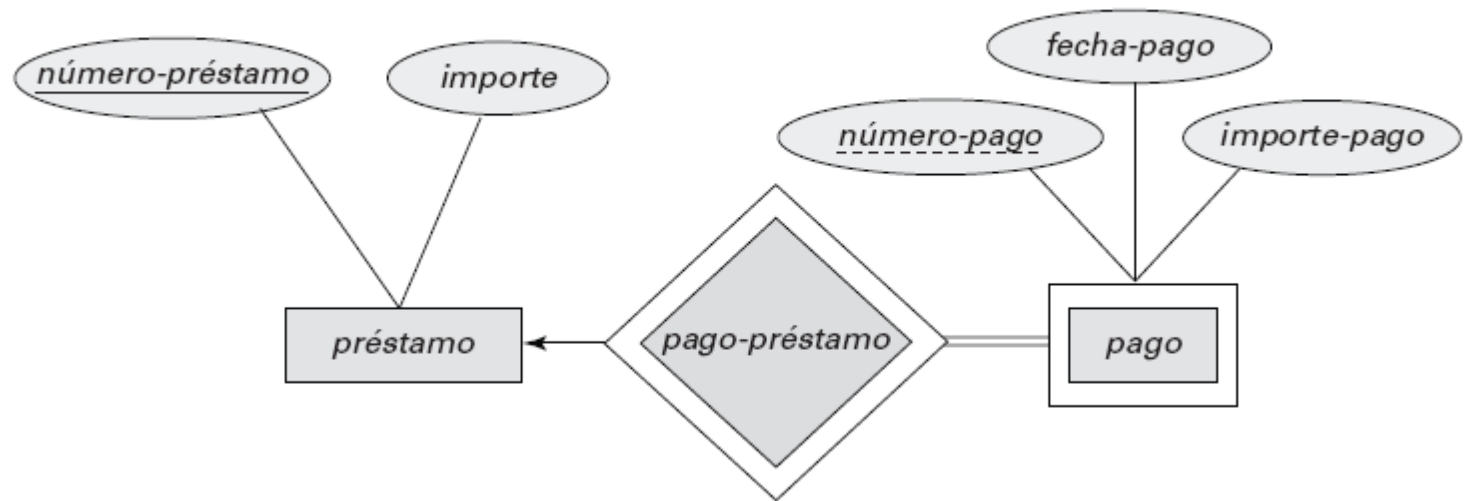 fecha-pago
número-préstamo
importe
número-pago
importe-pago
préstamo
pago-préstamo
pago